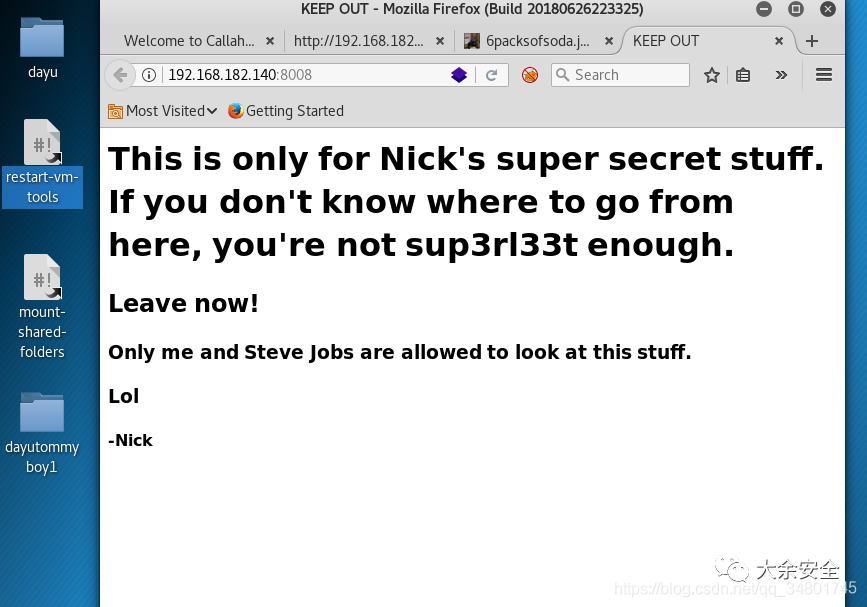 KEEP OUT - Mozilla Firefox (Build 20180626223325)
Welcome to Callah... × http://192.168.182... × 6packsofsoda.j... × KEEP OUT × +
192.168.182.140:8008 Search
Most Visited Getting Started
dayu
restart-vm-
tools
mount-
shared-
folders
dayutommy
boy1
This is only for Nick's super secret stuff.
If you don't know where to go from
here, you're not sup3rl33t enough.
Leave now!
Only me and Steve Jobs are allowed to look at this stuff.
Lol
-Nick
大余安全
https://blog.csdn.net/qq_34801745